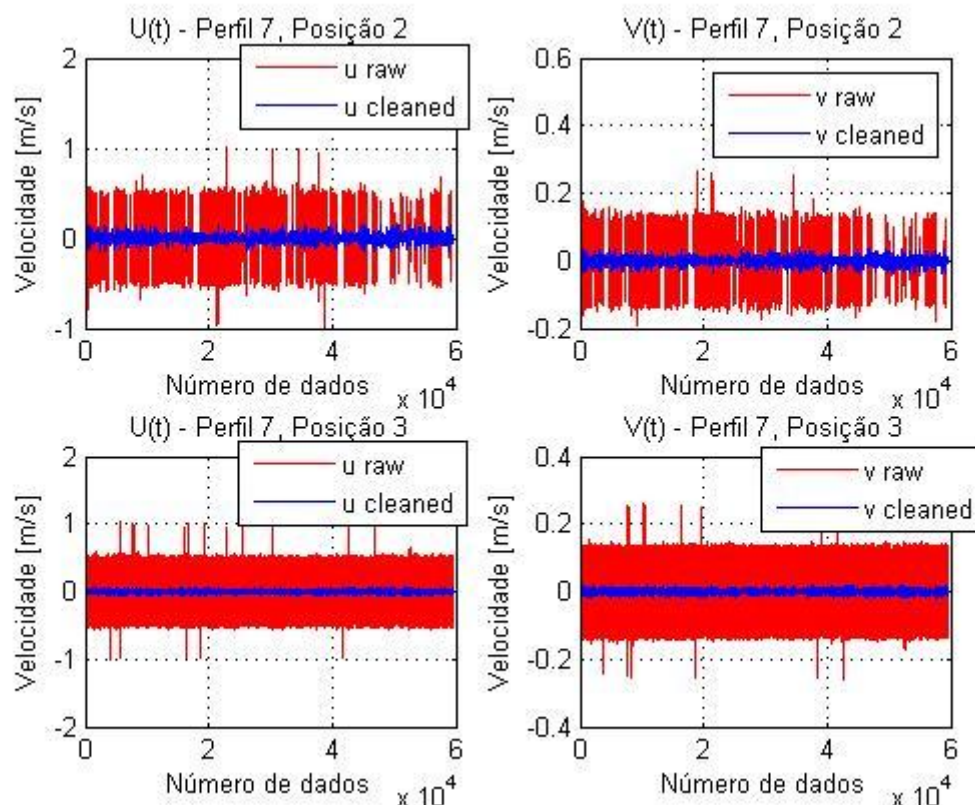 U(t) - Perfil 7, Posição 2
u raw
u cleaned
Velocidade [m/s]
2
1
0
-1
0 2 4 6
Número de dados
x 10^4
V(t) - Perfil 7, Posição 2
v raw
v cleaned
Velocidade [m/s]
0.6
0.4
0.2
0
-0.2
0 2 4 6
Número de dados
x 10^4
U(t) - Perfil 7, Posição 3
u raw
u cleaned
Velocidade [m/s]
2
1
0
-1
-2
0 2 4 6
Número de dados
x 10^4
V(t) - Perfil 7, Posição 3
v raw
v cleaned
Velocidade [m/s]
0.4
0.2
0
-0.2
-0.4
0 2 4 6
Número de dados
x 10^4